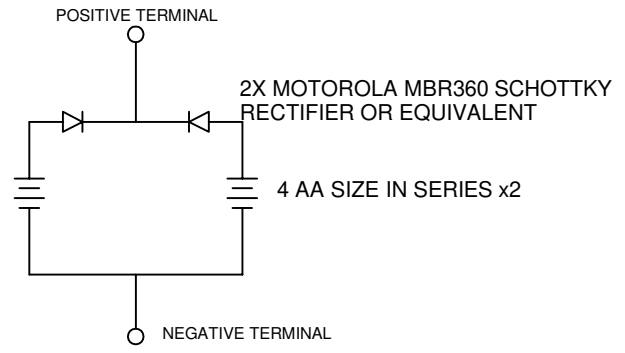 POSITIVE TERMINAL
2X MOTOROLA MBR360 SCHOTTKY
RECTIFIER OR EQUIVALENT
4 AA SIZE IN SERIES x2
NEGATIVE TERMINAL